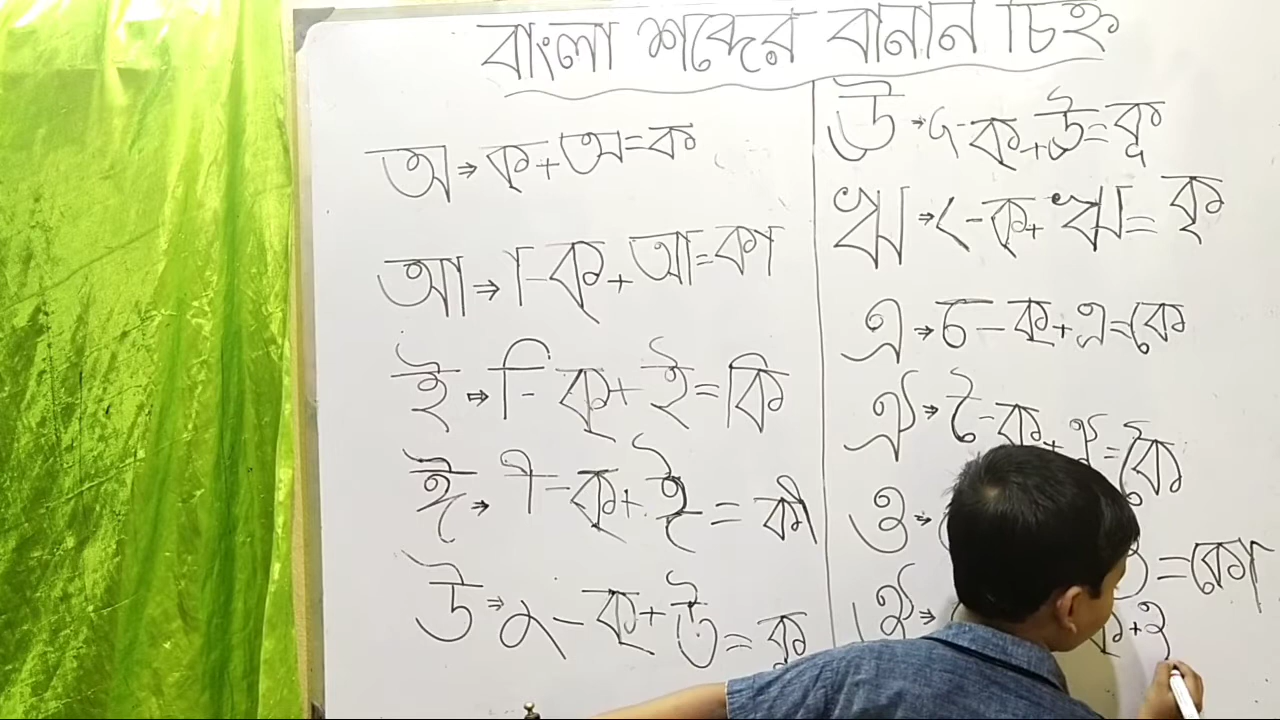 বাংলা শব্দের বানান চিহ্ন
অ ⇒ ক্ + অ = ক
আ ⇒ া - ক্ + আ = কা
ই ⇒ ি - ক্ + ই = কি
ঈ ⇒ ী - ক্ + ঈ = কী
উ ⇒ ু - ক্ + উ = কু
ঊ ⇒ ূ - ক্ + ঊ = কূ
ঋ ⇒ ৃ - ক্ + ঋ = কৃ
এ ⇒ ে - ক্ + এ = কে
ঐ ⇒ ৈ - ক্ + ঐ = কৈ
ও ⇒ = কো
ঔ ⇒